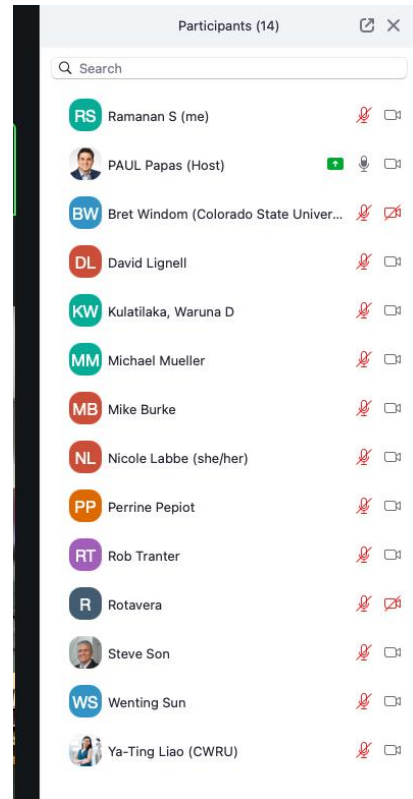 Participants (14)
Search
RS Ramanan S (me)
PAUL Papas (Host)
BW Bret Windom (Colorado State Univer...
DL David Lignell
KW Kulatilaka, Waruna D
MM Michael Mueller
MB Mike Burke
NL Nicole Labbe (she/her)
PP Perrine Pepiot
RT Rob Tranter
R Rotavera
Steve Son
WS Wenting Sun
Ya-Ting Liao (CWRU)